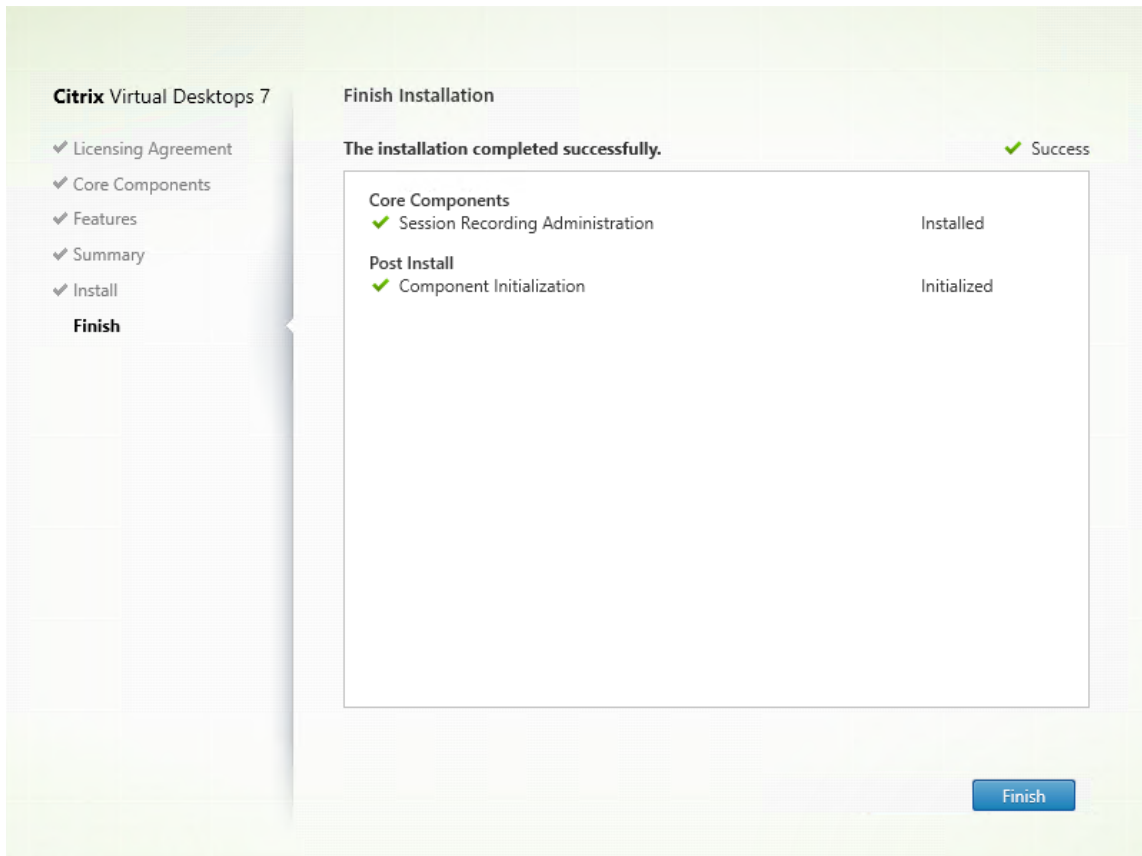 Citrix Virtual Desktops 7
Licensing Agreement
Core Components
Features
Summary
Install
Finish
Finish Installation
The installation completed successfully.
Success
Core Components
Session Recording Administration Installed
Post Install
Component Initialization Initialized
Finish